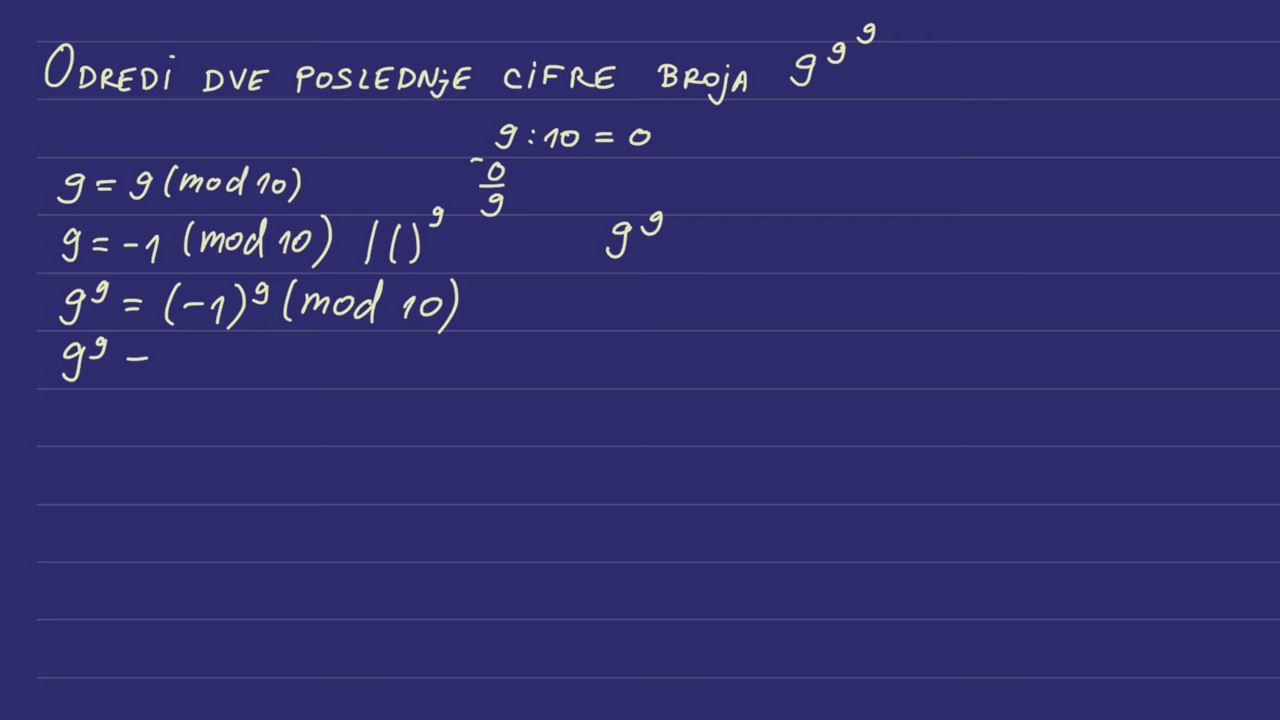 ODREDI DVE POSLEDNJE CIFRE BROJA 9^9^9
9 : 10 = 0
-0
9
9 = 9 (mod 10)
9 = -1 (mod 10) / ()^9
9^9
9^9 = (-1)^9 (mod 10)
9^9 -